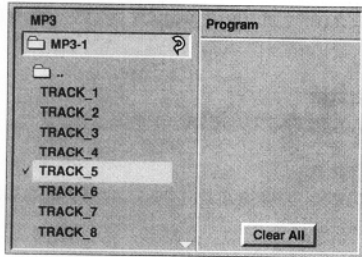 MP3
MP3-1
..
TRACK_1
TRACK_2
TRACK_3
TRACK_4
TRACK_5
TRACK_6
TRACK_7
TRACK_8
Program
Clear All